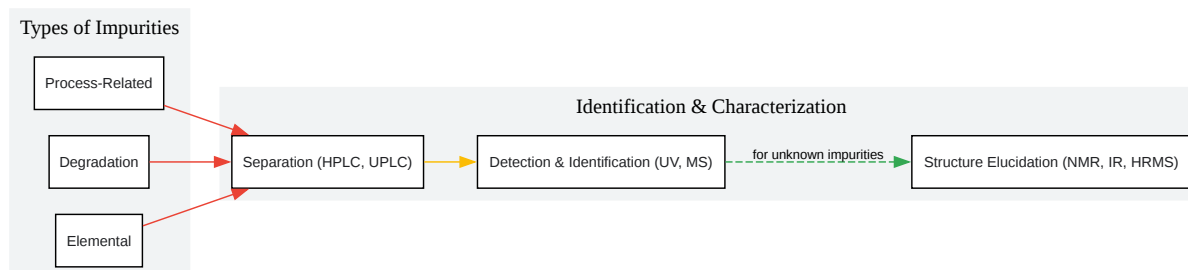 Types of Impurities
Process-Related
Degradation
Elemental
Identification & Characterization
Separation (HPLC, UPLC)
Detection & Identification (UV, MS)
for unknown impurities
Structure Elucidation (NMR, IR, HRMS)